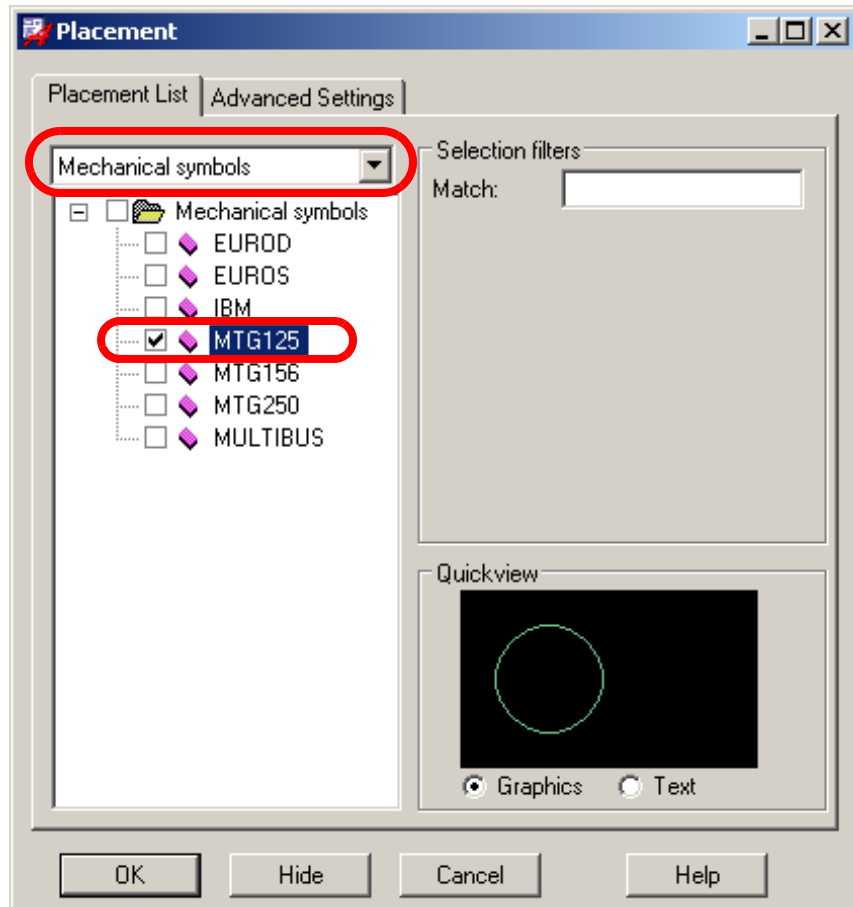 Placement
Placement List
Advanced Settings
Mechanical symbols
Mechanical symbols
EUROD
EUROS
IBM
MTG125
MTG156
MTG250
MULTIBUS
Selection filters
Match:
Quickview
Graphics
Text
OK
Hide
Cancel
Help